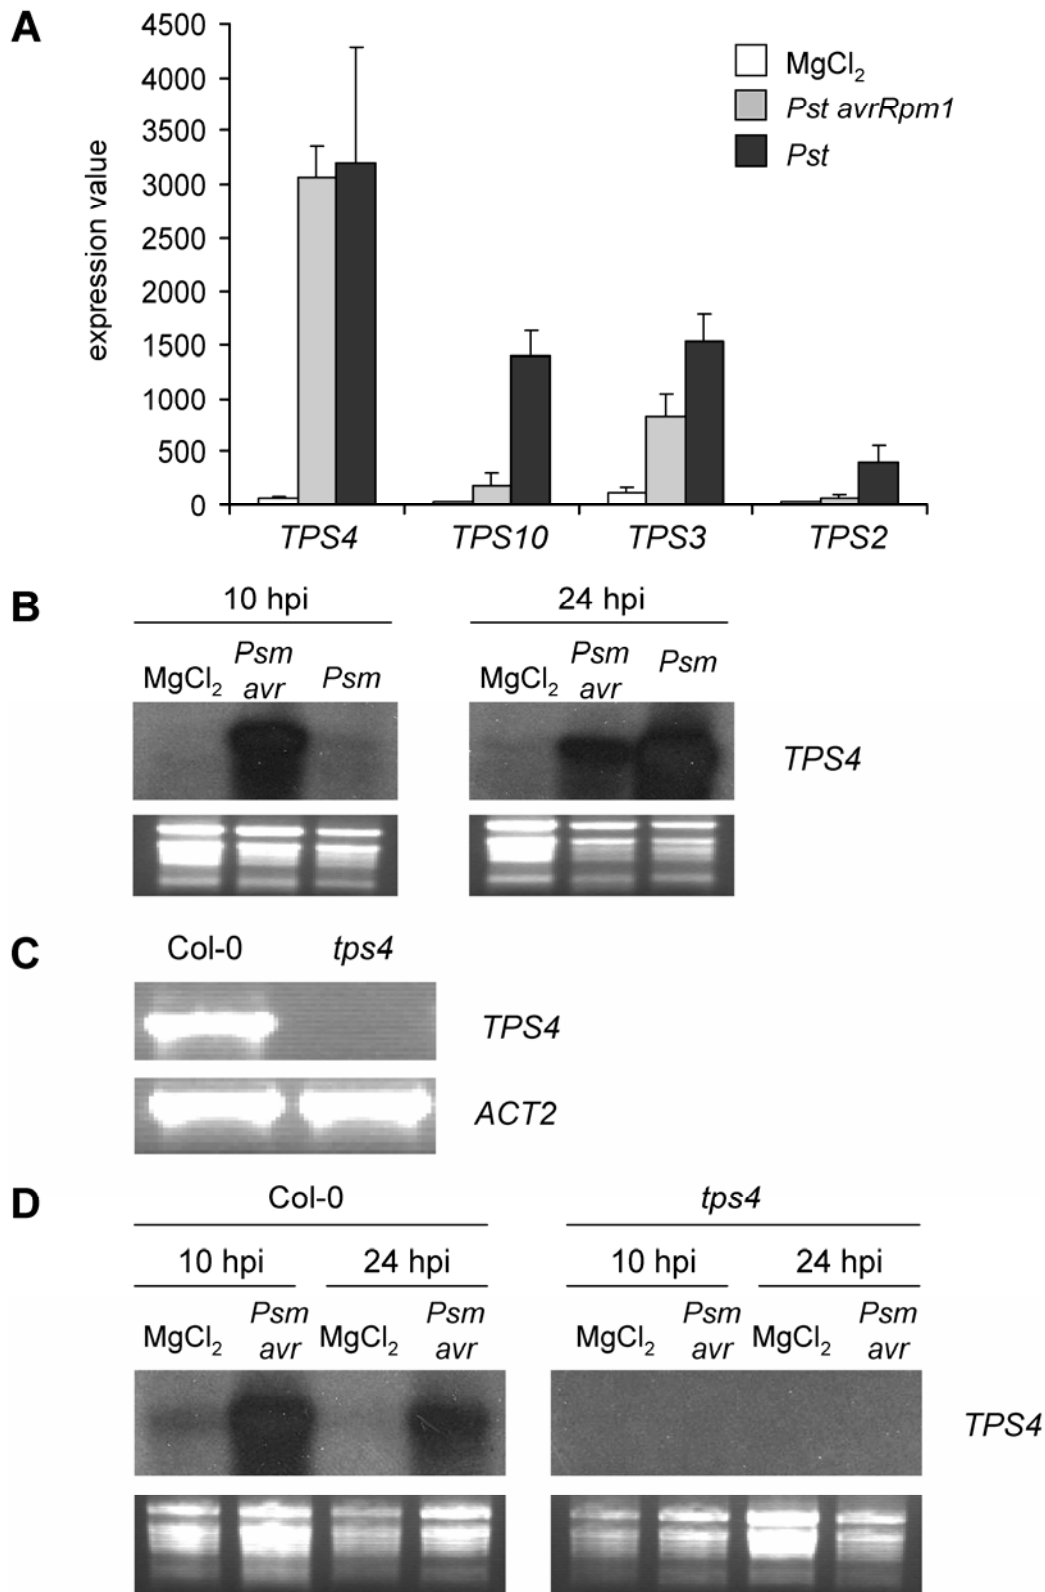 A
4500
4000
3500
3000
2500
2000
1500
1000
500
0
expression value
MgCl₂
Pst avrRpm1
Pst
TPS4 TPS10 TPS3 TPS2
B
10 hpi 24 hpi
MgCl₂ Psm avr Psm MgCl₂ Psm avr Psm
TPS4
C
Col-0 tps4
TPS4
ACT2
D
Col-0 tps4
10 hpi 24 hpi 10 hpi 24 hpi
MgCl₂ Psm avr MgCl₂ Psm avr MgCl₂ Psm avr MgCl₂ Psm avr
TPS4